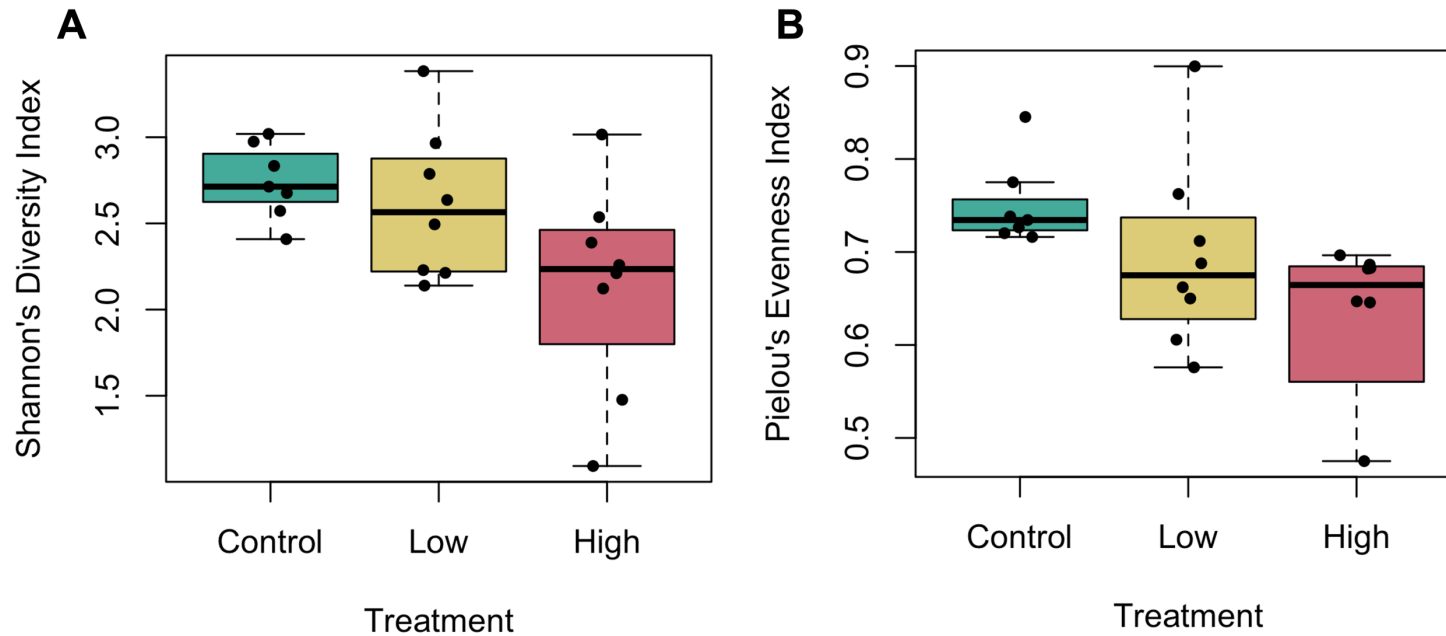 A
Shannon's Diversity Index
3.0
2.5
2.0
1.5
Control Low High
Treatment
B
Pielou's Evenness Index
0.9
0.8
0.7
0.6
0.5
Control Low High
Treatment